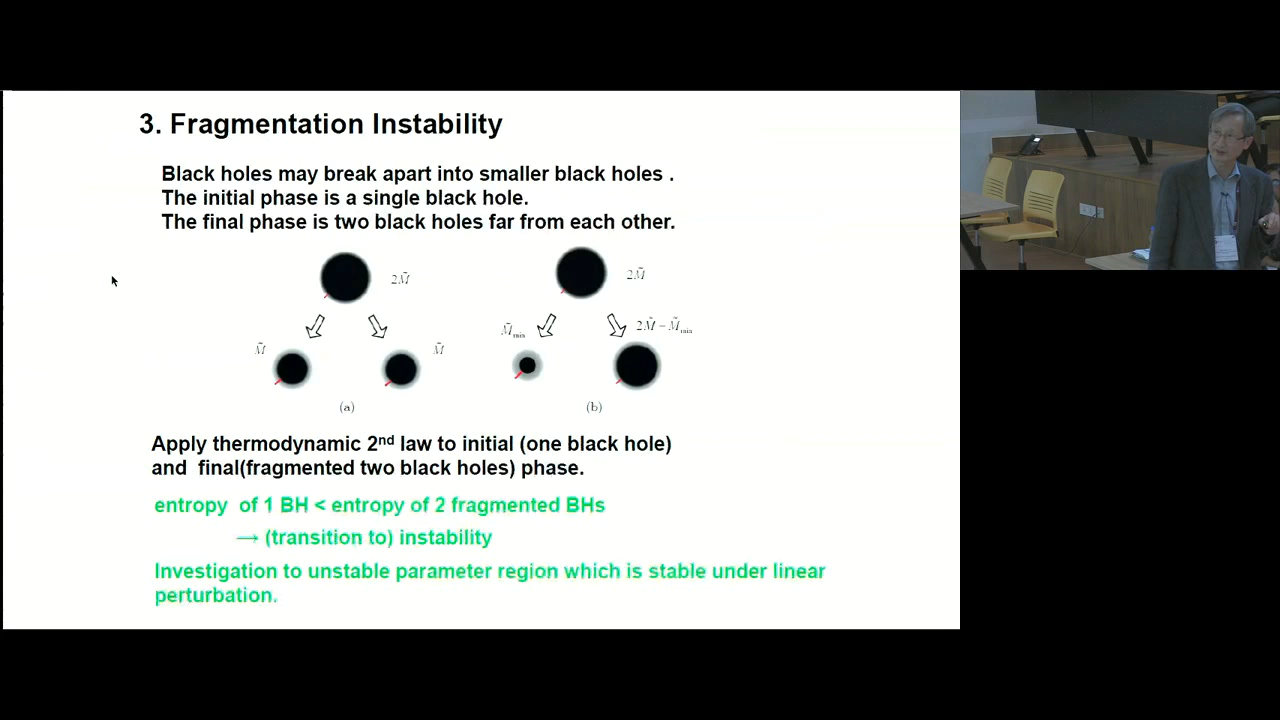 3. Fragmentation Instability
Black holes may break apart into smaller black holes .
The initial phase is a single black hole.
The final phase is two black holes far from each other.
2M̃
2M̃
M̃min
2M̃ − M̃min
M̃
M̃
(a)
(b)
Apply thermodynamic 2nd law to initial (one black hole)
and final(fragmented two black holes) phase.
entropy of 1 BH < entropy of 2 fragmented BHs
→ (transition to) instability
Investigation to unstable parameter region which is stable under linear
perturbation.